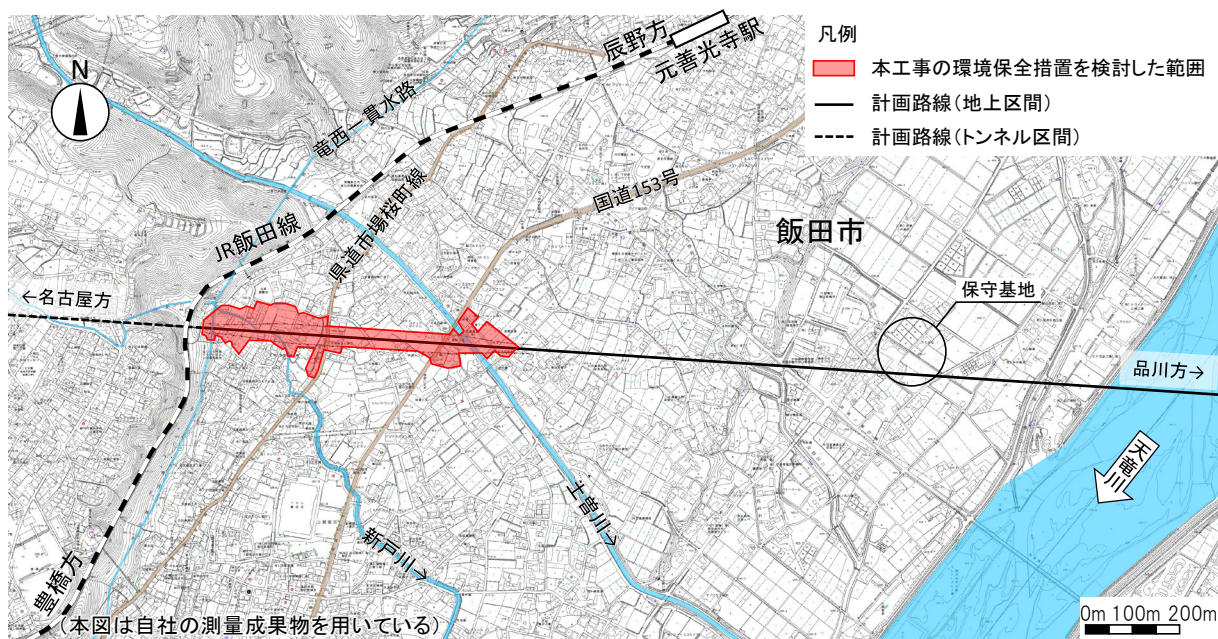 N
辰野方
元善光寺駅
竜西一貫水路
JR飯田線
県道市場桜町線
国道153号
凡例
本工事の環境保全措置を検討した範囲
計画路線(地上区間)
計画路線(トンネル区間)
飯田市
保守基地
←名古屋方
品川方→
天竜川
土曽川→
新戸川→
豊橋方
(本図は自社の測量成果物を用いている)
0m 100m 200m